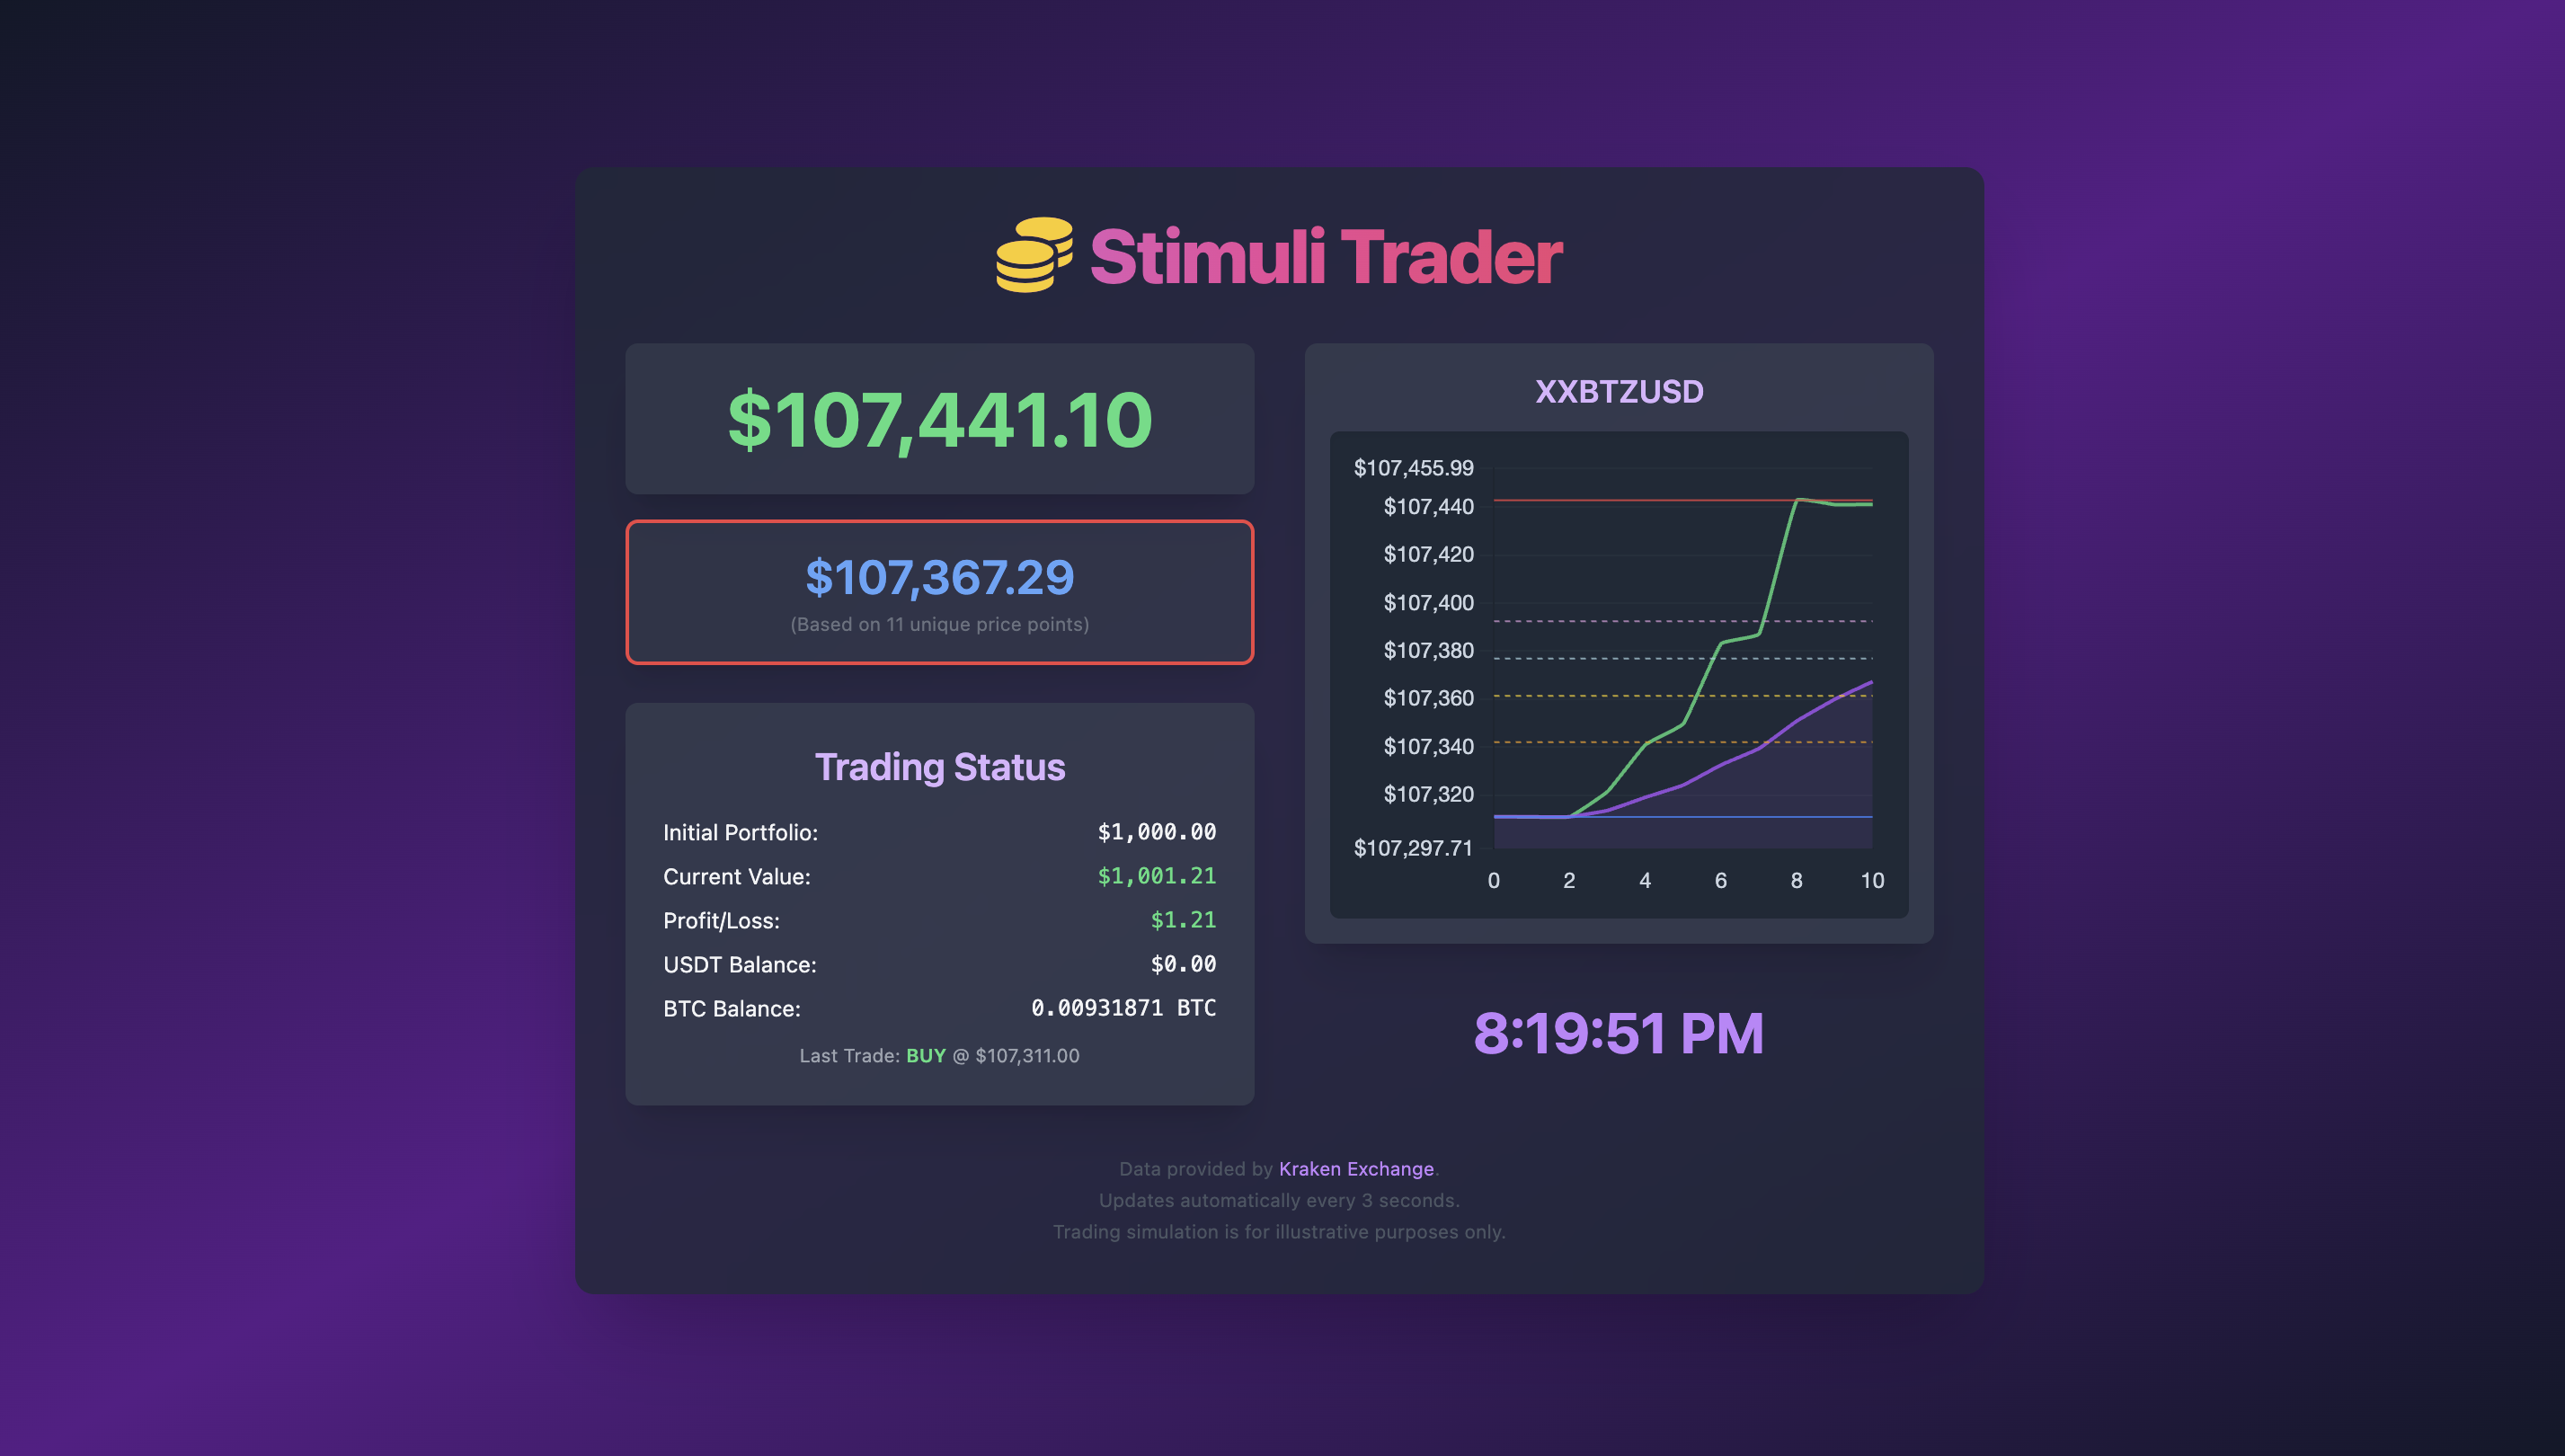 Stimuli Trader
$107,441.10
$107,367.29
(Based on 11 unique price points)
Trading Status
Initial Portfolio: $1,000.00
Current Value: $1,001.21
Profit/Loss: $1.21
USDT Balance: $0.00
BTC Balance: 0.00931871 BTC
Last Trade: BUY @ $107,311.00
XXBTZUSD
$107,455.99
$107,440
$107,420
$107,400
$107,380
$107,360
$107,340
$107,320
$107,297.71
0 2 4 6 8 10
8:19:51 PM
Data provided by Kraken Exchange.
Updates automatically every 3 seconds.
Trading simulation is for illustrative purposes only.